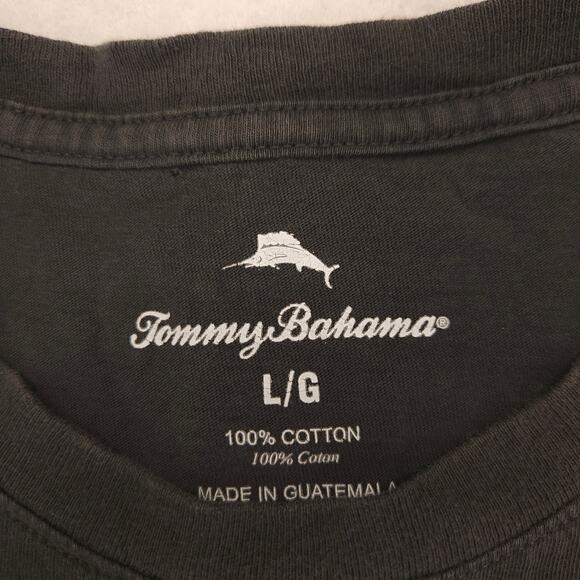 Tommy Bahama®
L/G
100% COTTON
100% Coton
MADE IN GUATEMALA